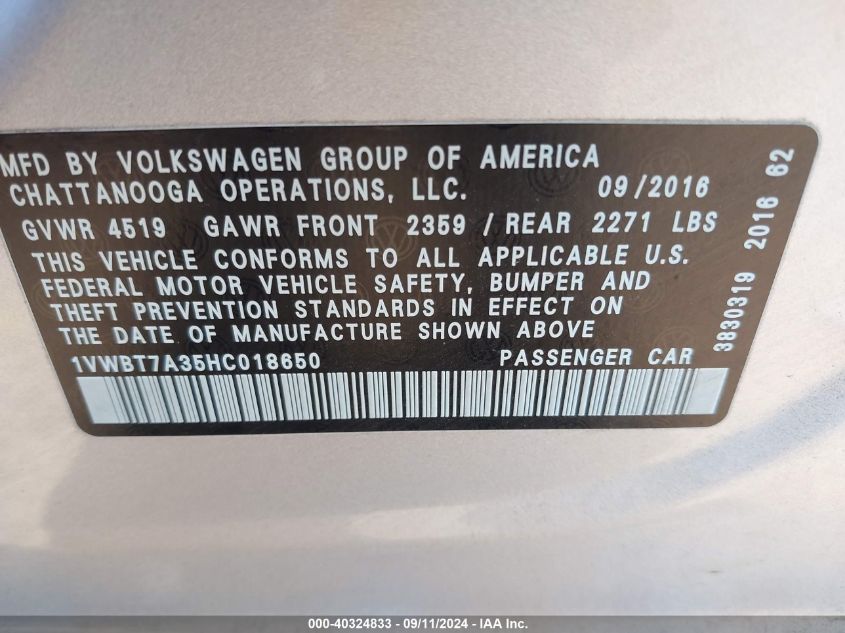 MFD BY VOLKSWAGEN GROUP OF AMERICA
CHATTANOOGA OPERATIONS, LLC. 09/2016
GVWR 4519 GAWR FRONT 2359 / REAR 2271 LBS
THIS VEHICLE CONFORMS TO ALL APPLICABLE U.S.
FEDERAL MOTOR VEHICLE SAFETY, BUMPER AND
THEFT PREVENTION STANDARDS IN EFFECT ON
THE DATE OF MANUFACTURE SHOWN ABOVE
1VWBT7A35HC018650 PASSENGER CAR
3830319 2016 62
000-40324833 - 09/11/2024 - IAA Inc.